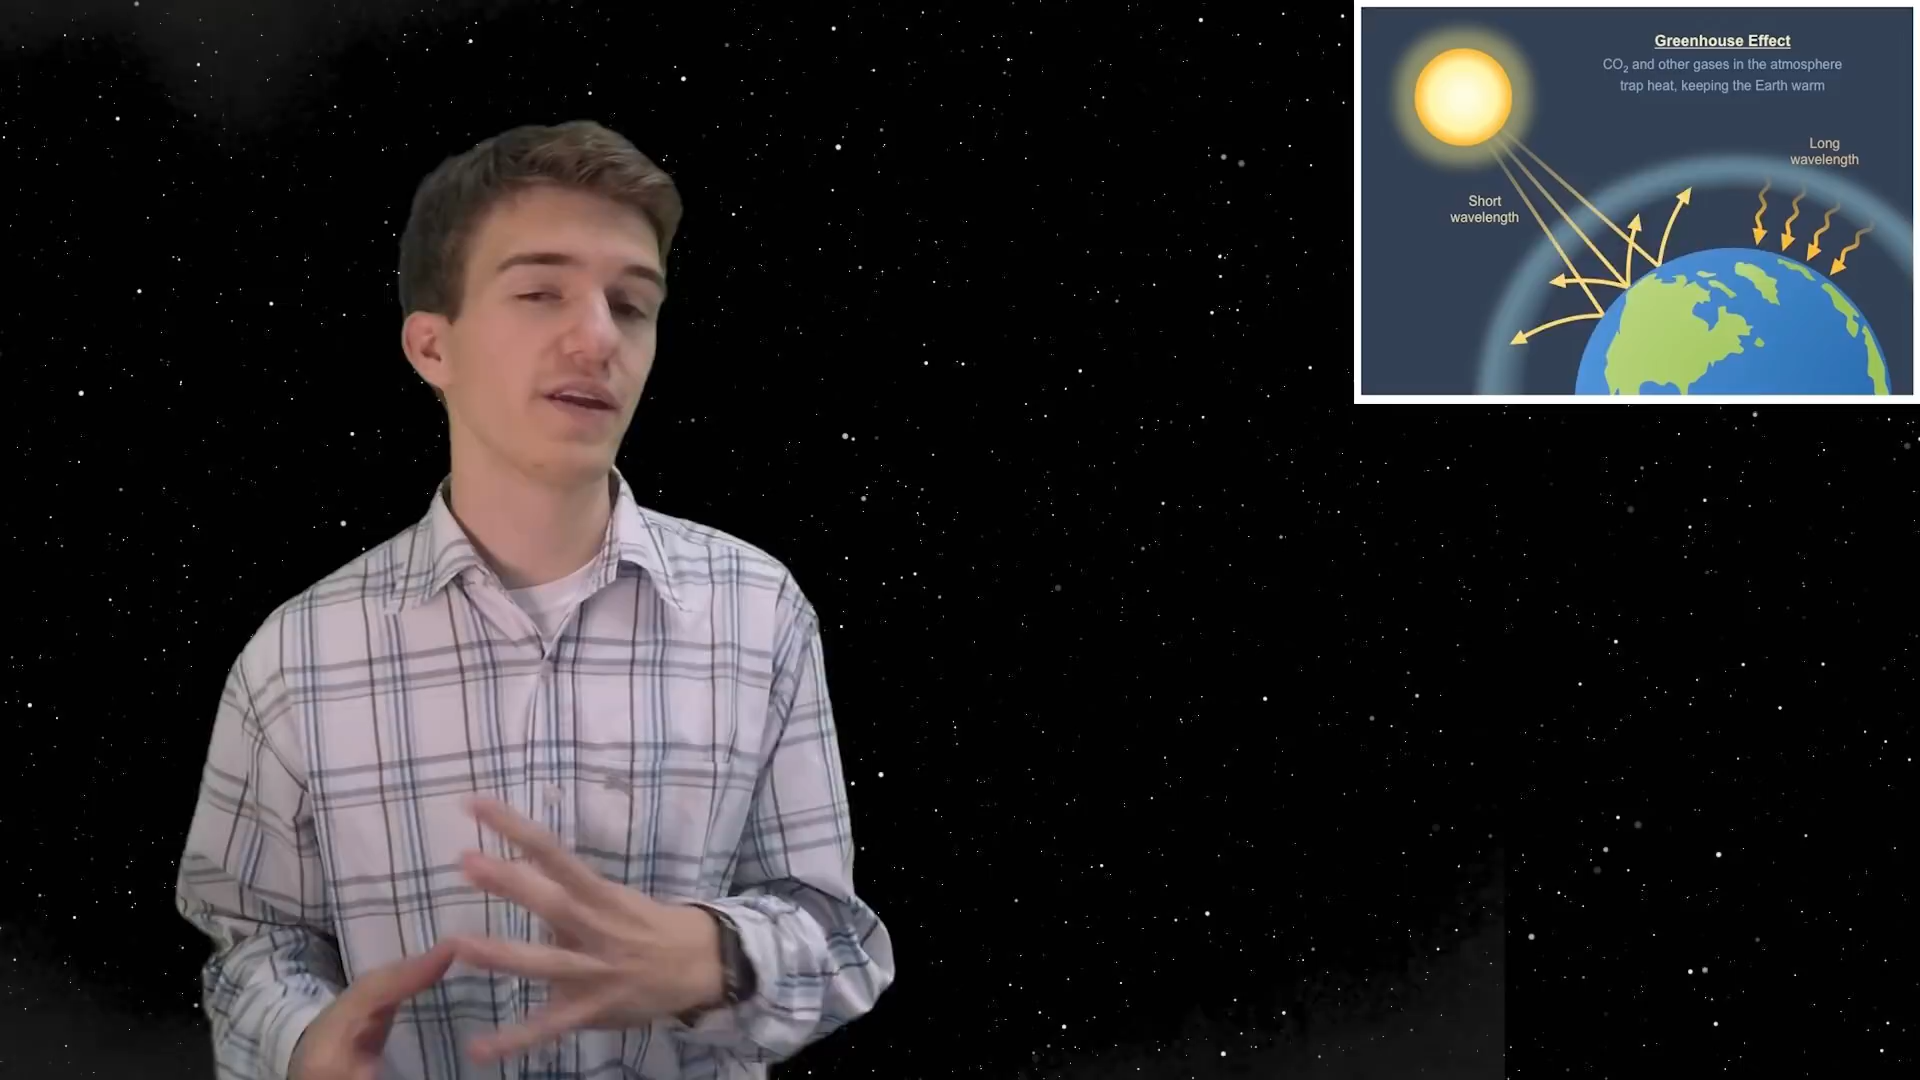 Greenhouse Effect
CO₂ and other gases in the atmosphere
trap heat, keeping the Earth warm
Long
wavelength
Short
wavelength